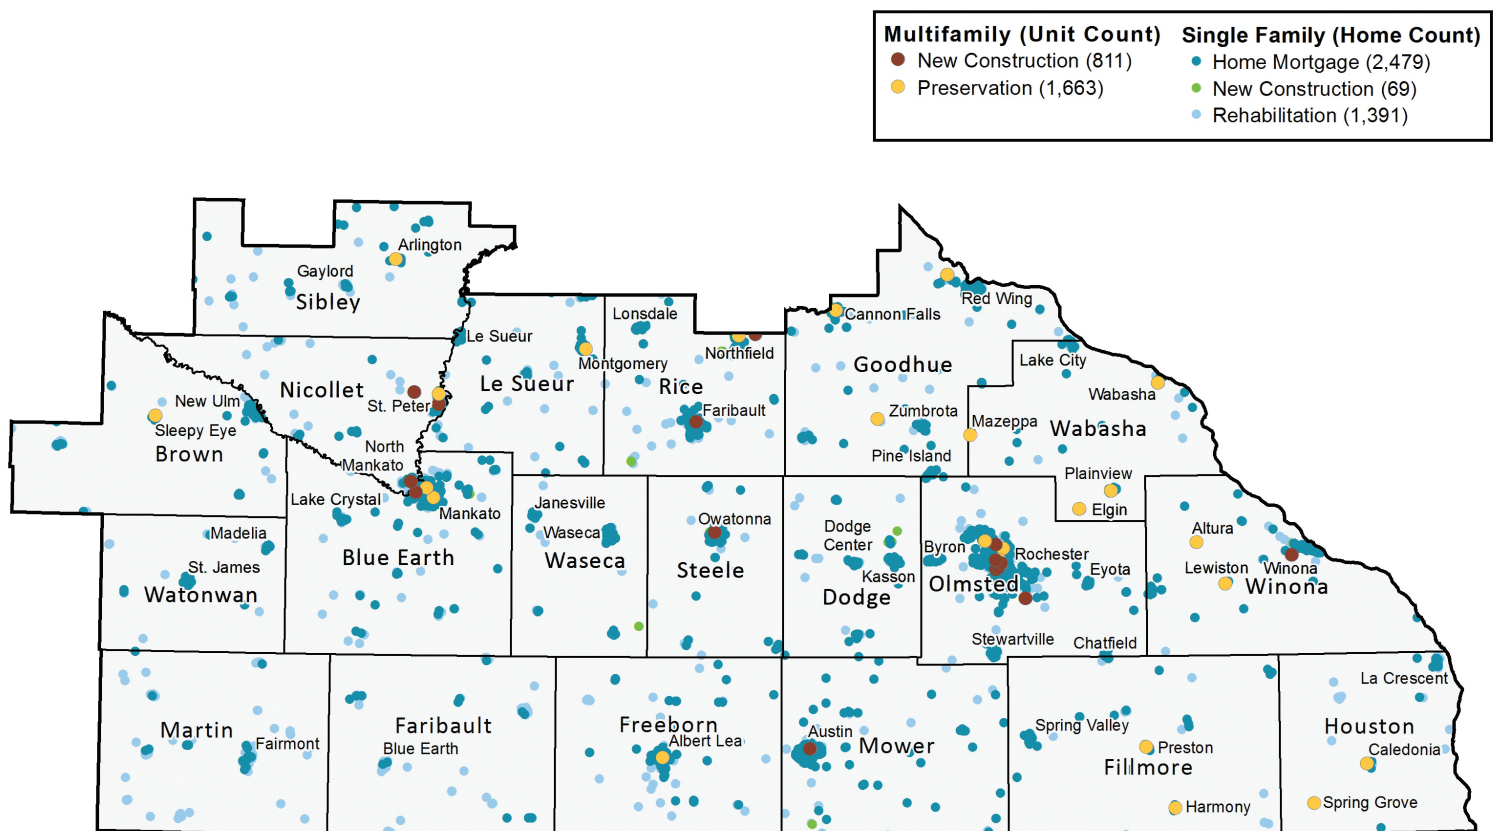 Multifamily (Unit Count)
New Construction (811)
Preservation (1,663)
Single Family (Home Count)
Home Mortgage (2,479)
New Construction (69)
Rehabilitation (1,391)
Arlington
Gaylord
Sibley
Red Wing
Cannon Falls
Lonsdale
Le Sueur
Northfield
Montgomery
Lake City
Goodhue
Nicollet
Le Sueur
Rice
Wabasha
New Ulm
St. Peter
Faribault
Zumbrota
Mazeppa
Wabasha
Sleepy Eye
Brown
North
Mankato
Pine Island
Plainview
Lake Crystal
Mankato
Janesville
Elgin
Owatonna
Dodge
Center
Altura
Madelia
Waseca
Blue Earth
Waseca
Byron
Rochester
St. James
Steele
Kasson
Olmsted
Eyota
Lewiston
Winona
Winona
Watonwan
Dodge
Stewartville
Chatfield
La Crescent
Martin
Faribault
Freeborn
Spring Valley
Houston
Fairmont
Blue Earth
Albert Lea
Austin
Mower
Preston
Caledonia
Fillmore
Harmony
Spring Grove